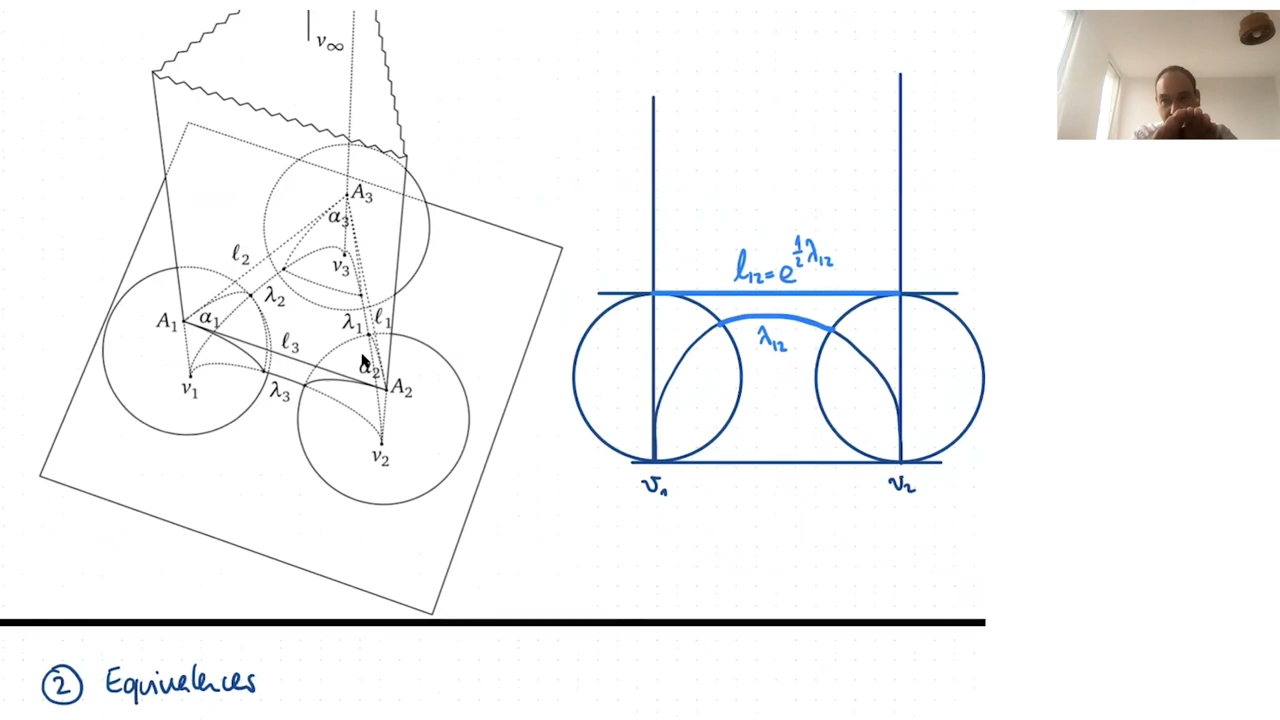 v∞
A₃
α₃
ℓ₂
v₃
λ₂
A₁
α₁
λ₁
ℓ₁
ℓ₃
α₂
v₁
λ₃
A₂
v₂
l₁₂ = e^{½λ₁₂}
λ₁₂
v₁
v₂
② Equivalences